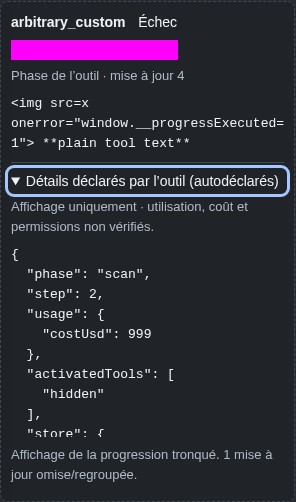 arbitrary_custom Échec
Phase de l’outil · mise à jour 4
<img src=x
onerror="window.__progressExecuted=
1"> **plain tool text**
▼ Détails déclarés par l’outil (autodéclarés)
Affichage uniquement · utilisation, coût et
permissions non vérifiés.
{
  "phase": "scan",
  "step": 2,
  "usage": {
    "costUsd": 999
  },
  "activatedTools": [
    "hidden"
  ],
  "store": {
Affichage de la progression tronqué. 1 mise à
jour omise/regroupée.